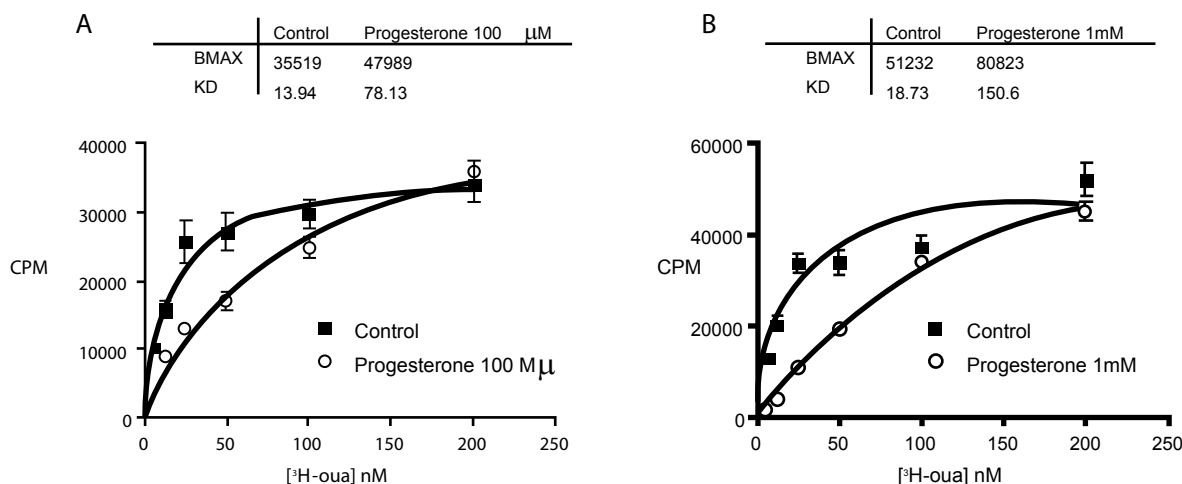 A
Control Progesterone 100 µM
BMAX 35519 47989
KD 13.94 78.13
40000
30000
20000
10000
0
CPM
Control
Progesterone 100 M µ
0 50 100 150 200 250
[³H-oua] nM
B
Control Progesterone 1mM
BMAX 51232 80823
KD 18.73 150.6
60000
40000
20000
0
CPM
Control
Progesterone 1mM
0 50 100 150 200 250
[³H-oua] nM